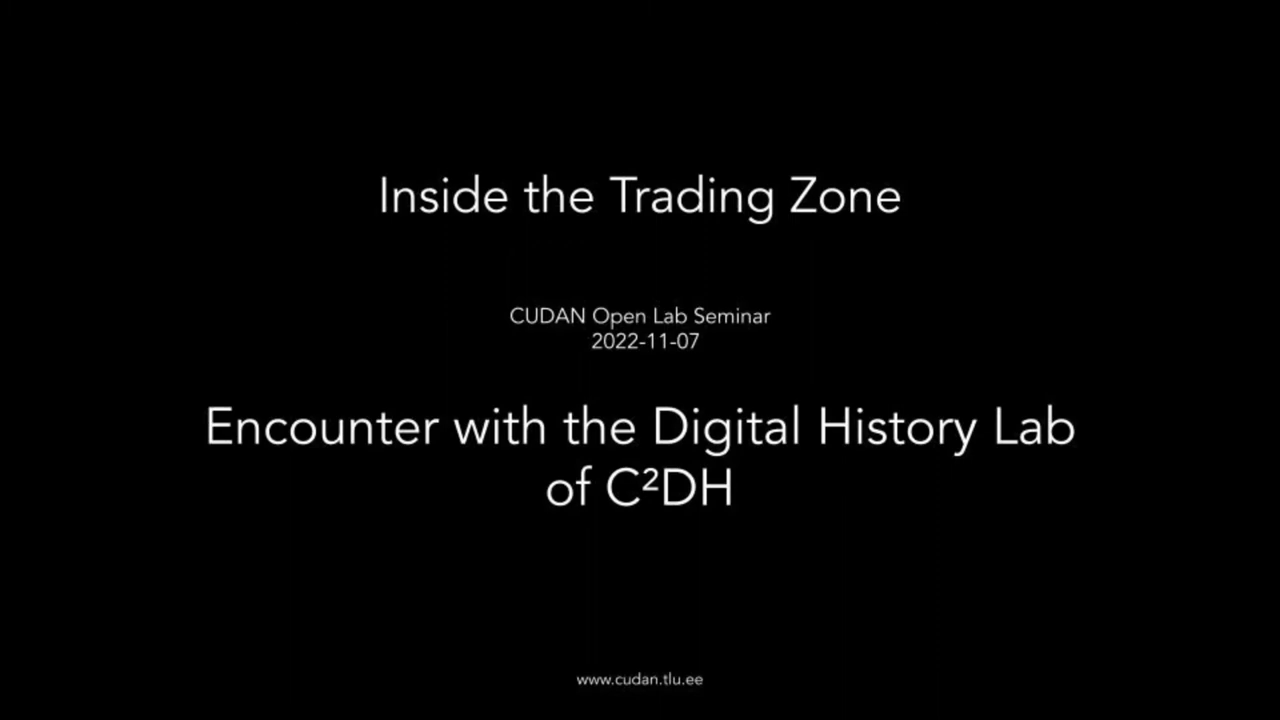 Inside the Trading Zone
CUDAN Open Lab Seminar
2022-11-07
Encounter with the Digital History Lab
of C²DH
www.cudan.tlu.ee